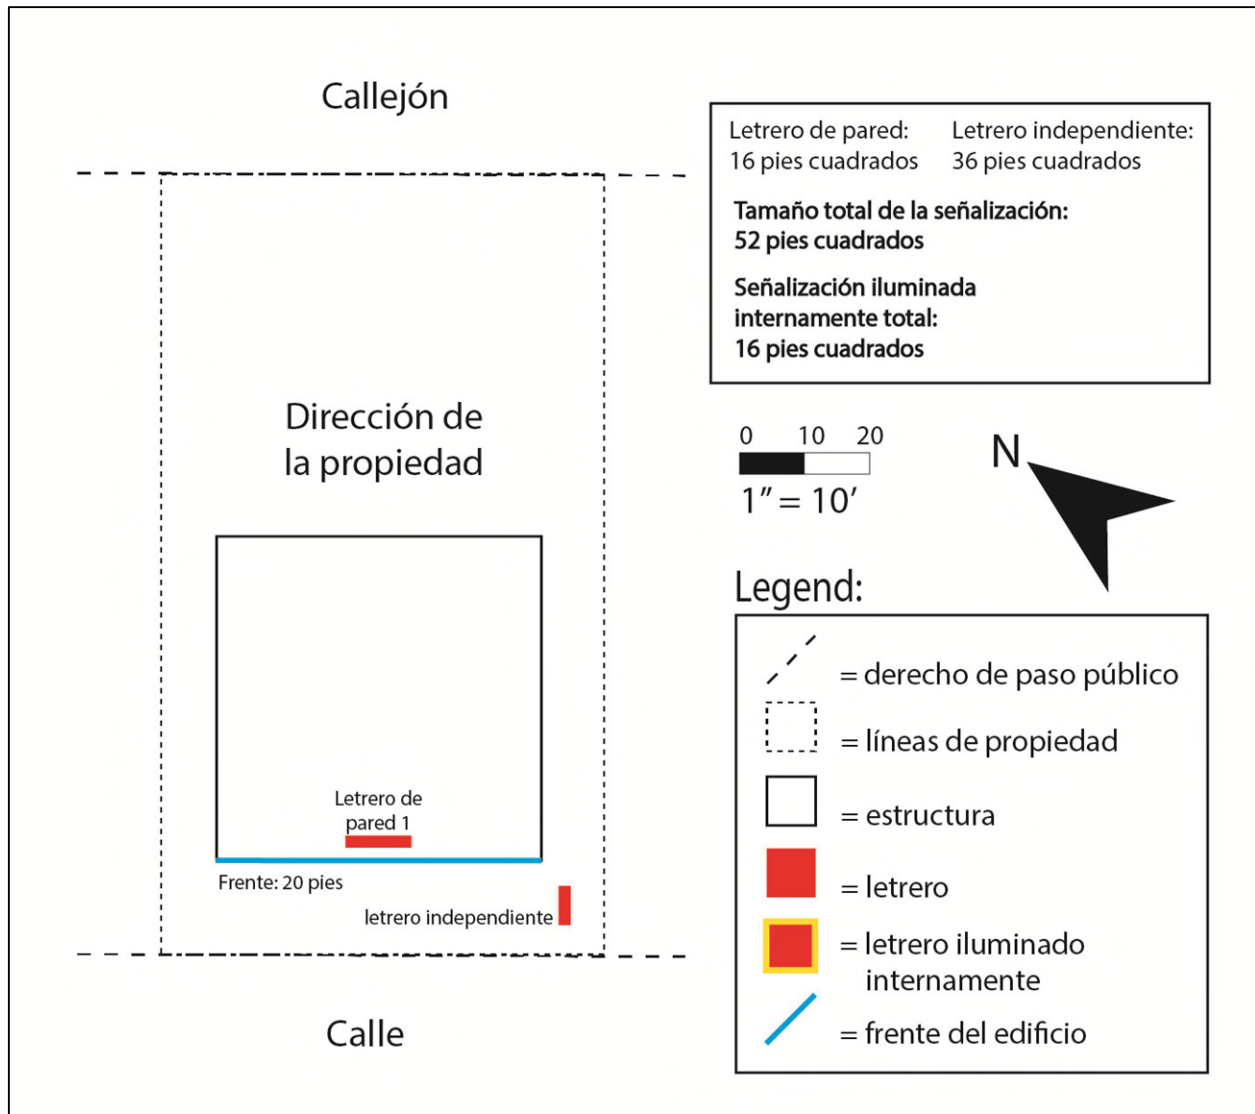 Callejón
Letrero de pared:
16 pies cuadrados
Letrero independiente:
36 pies cuadrados
Tamaño total de la señalización:
52 pies cuadrados
Señalización iluminada
internamente total:
16 pies cuadrados
Dirección de
la propiedad
0 10 20
1” = 10’
N
Letrero de
pared 1
Frente: 20 pies
letrero independiente
Calle
Legend:
= derecho de paso público
= líneas de propiedad
= estructura
= letrero
= letrero iluminado
internamente
= frente del edificio